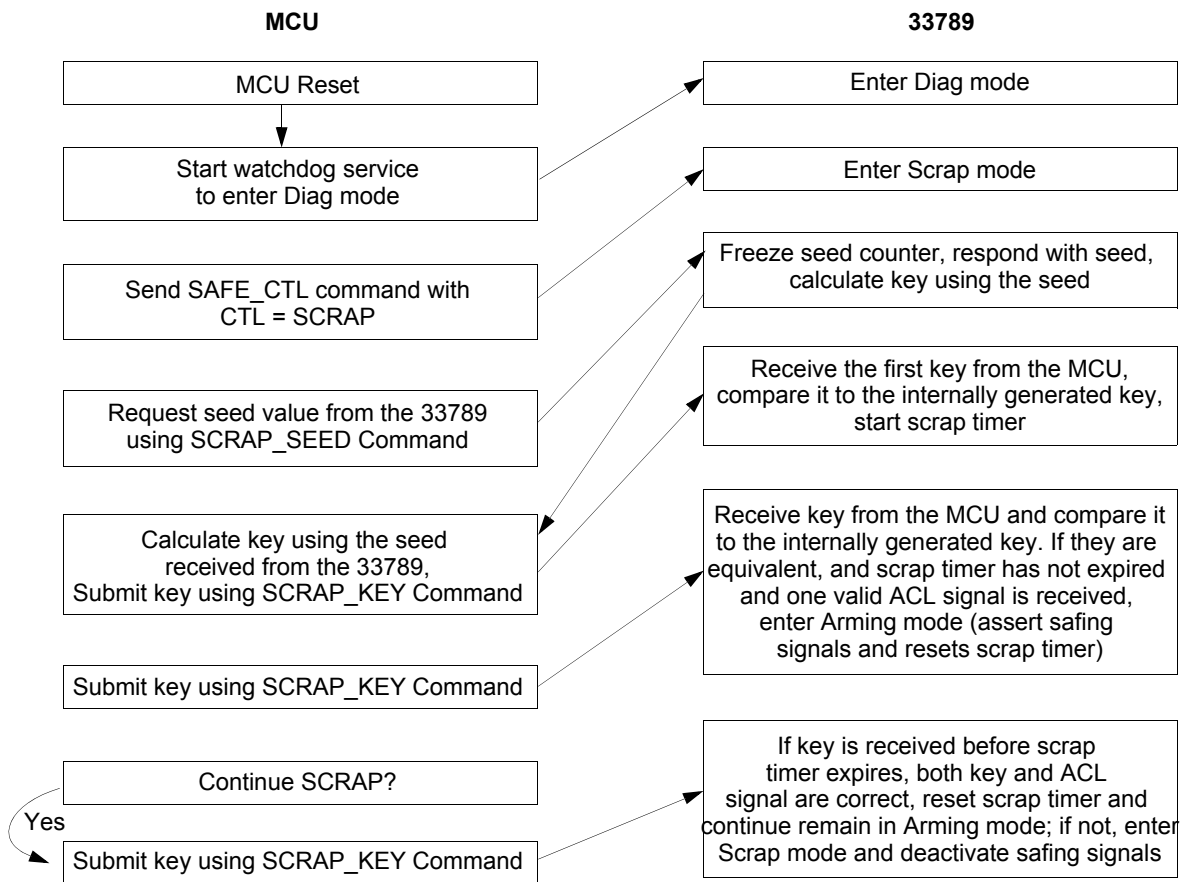 MCU
33789
MCU Reset
Enter Diag mode
Start watchdog service
to enter Diag mode
Enter Scrap mode
Send SAFE_CTL command with
CTL = SCRAP
Freeze seed counter, respond with seed,
calculate key using the seed
Request seed value from the 33789
using SCRAP_SEED Command
Receive the first key from the MCU,
compare it to the internally generated key,
start scrap timer
Calculate key using the seed
received from the 33789,
Submit key using SCRAP_KEY Command
Receive key from the MCU and compare it
to the internally generated key. If they are
equivalent, and scrap timer has not expired
and one valid ACL signal is received,
enter Arming mode (assert safing
signals and resets scrap timer)
Submit key using SCRAP_KEY Command
Continue SCRAP?
Yes
Submit key using SCRAP_KEY Command
If key is received before scrap
timer expires, both key and ACL
signal are correct, reset scrap timer and
continue remain in Arming mode; if not, enter
Scrap mode and deactivate safing signals